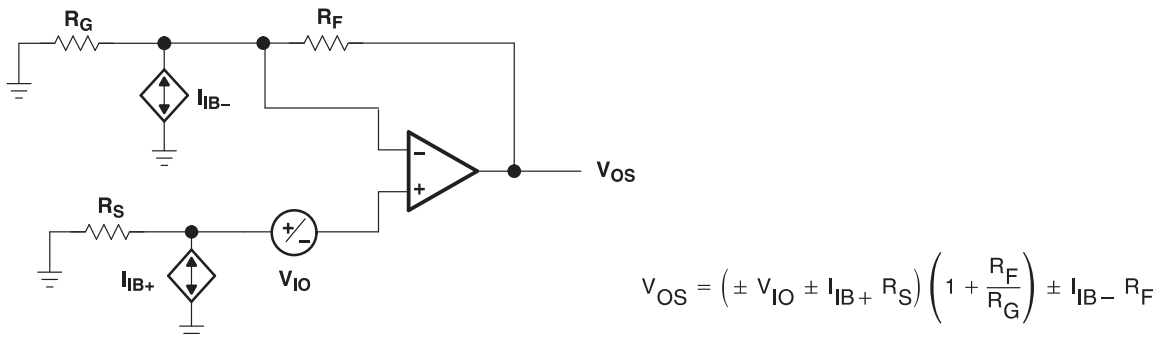 R_G
R_F
I_IB–
–
+
V_OS
R_S
+/–
I_IB+
V_IO
V_OS = (± V_IO ± I_IB+ R_S) (1 + R_F/R_G) ± I_IB– R_F